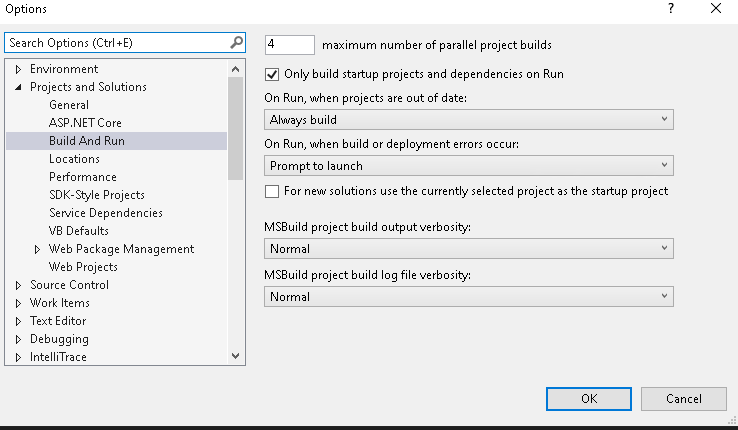 Options
?
Search Options (Ctrl+E)
Environment
Projects and Solutions
General
ASP.NET Core
Build And Run
Locations
Performance
SDK-Style Projects
Service Dependencies
VB Defaults
Web Package Management
Web Projects
Source Control
Work Items
Text Editor
Debugging
IntelliTrace
4 maximum number of parallel project builds
Only build startup projects and dependencies on Run
On Run, when projects are out of date:
Always build
On Run, when build or deployment errors occur:
Prompt to launch
For new solutions use the currently selected project as the startup project
MSBuild project build output verbosity:
Normal
MSBuild project build log file verbosity:
Normal
OK
Cancel